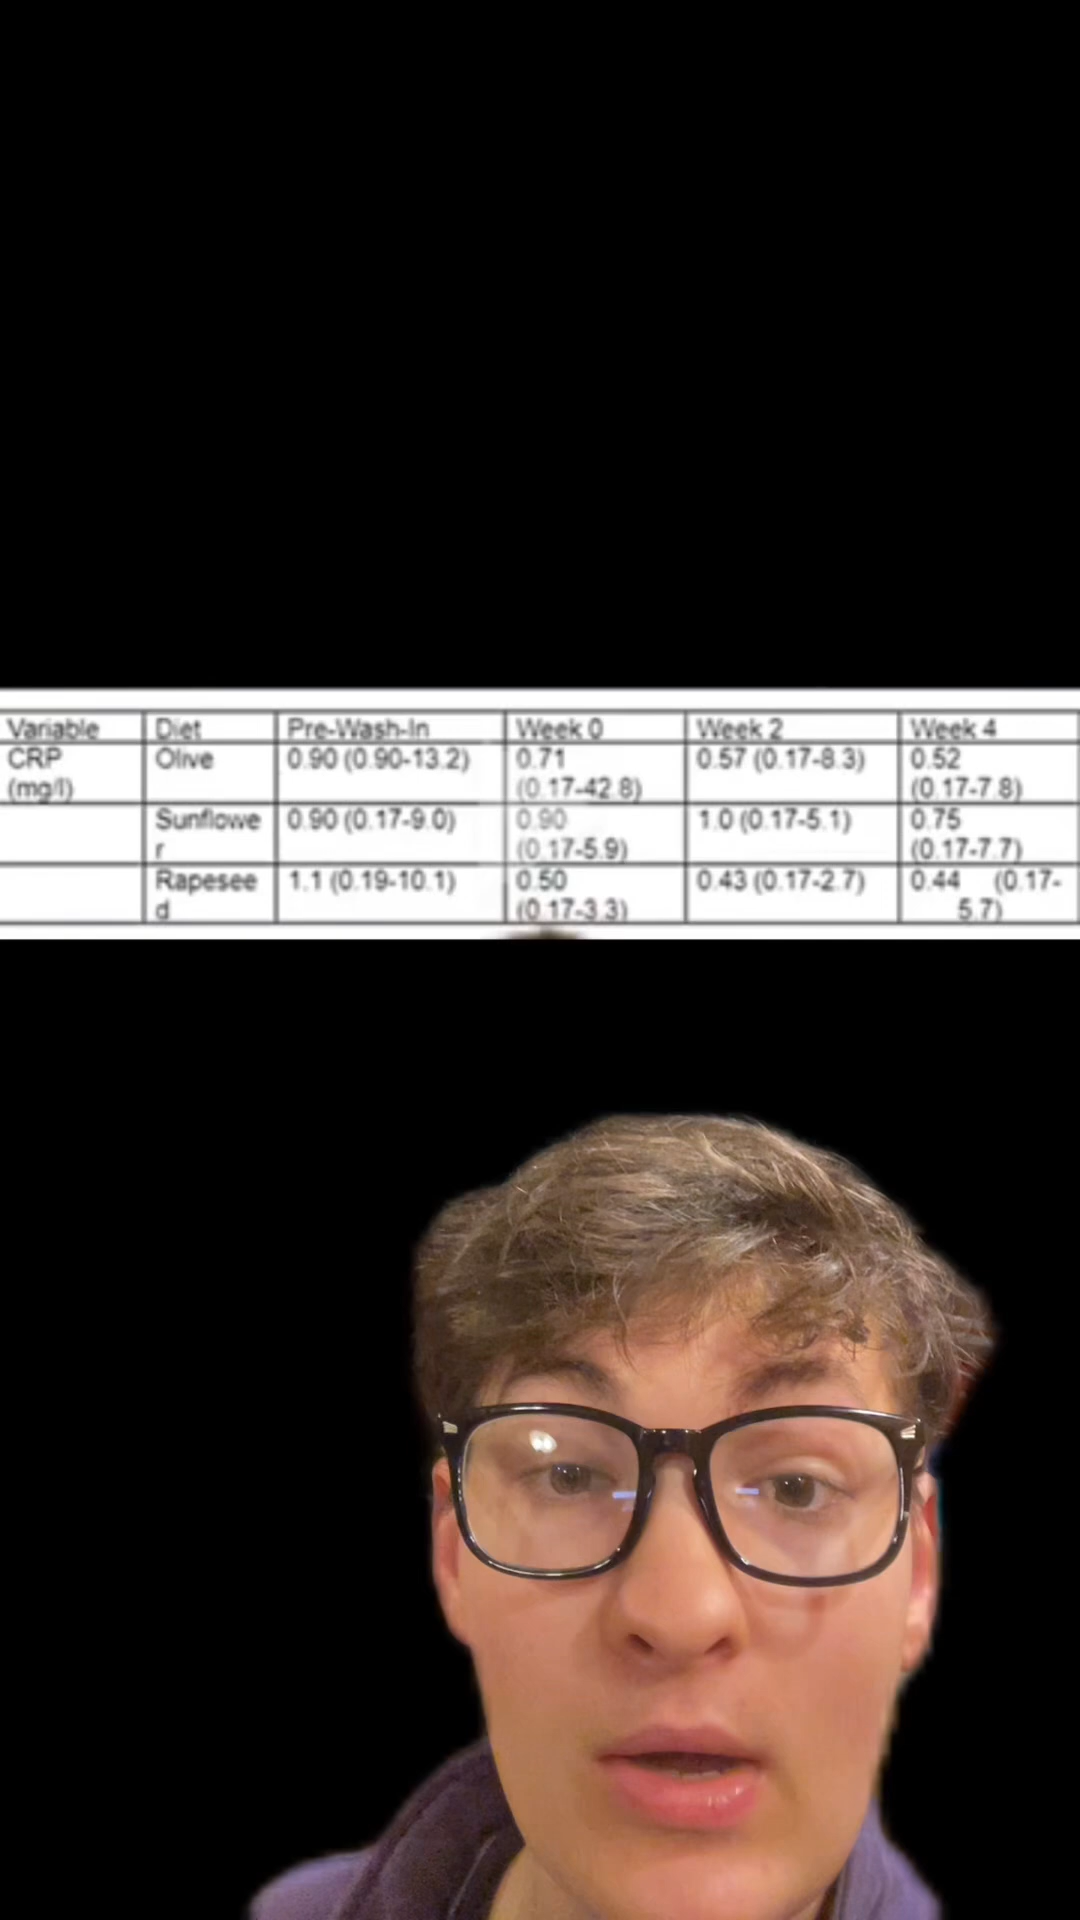 Variable Diet Pre-Wash-In Week 0 Week 2 Week 4
CRP Olive 0.90 (0.90-13.2) 0.71 0.57 (0.17-8.3) 0.52
(mg/l) (0.17-42.8) (0.17-7.8)
Sunflowe 0.90 (0.17-9.0) 0.90 1.0 (0.17-5.1) 0.75
r (0.17-5.9) (0.17-7.7)
Rapesee 1.1 (0.19-10.1) 0.50 0.43 (0.17-2.7) 0.44 (0.17-
d (0.17-3.3) 5.7)